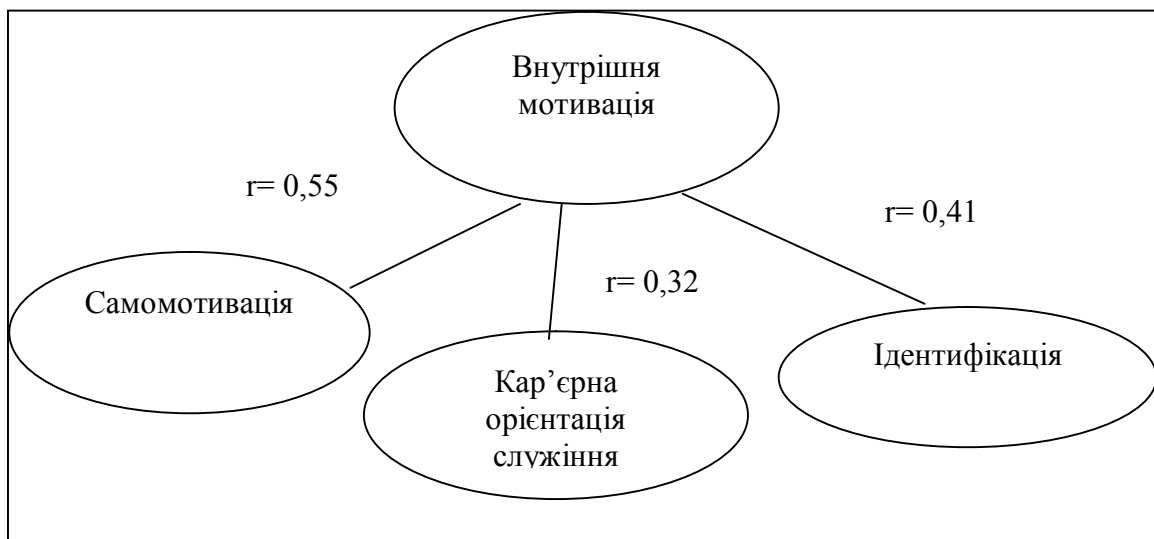 Внутрішня
мотивація
r= 0,55
r= 0,41
r= 0,32
Самомотивація
Ідентифікація
Кар’єрна
орієнтація
служіння